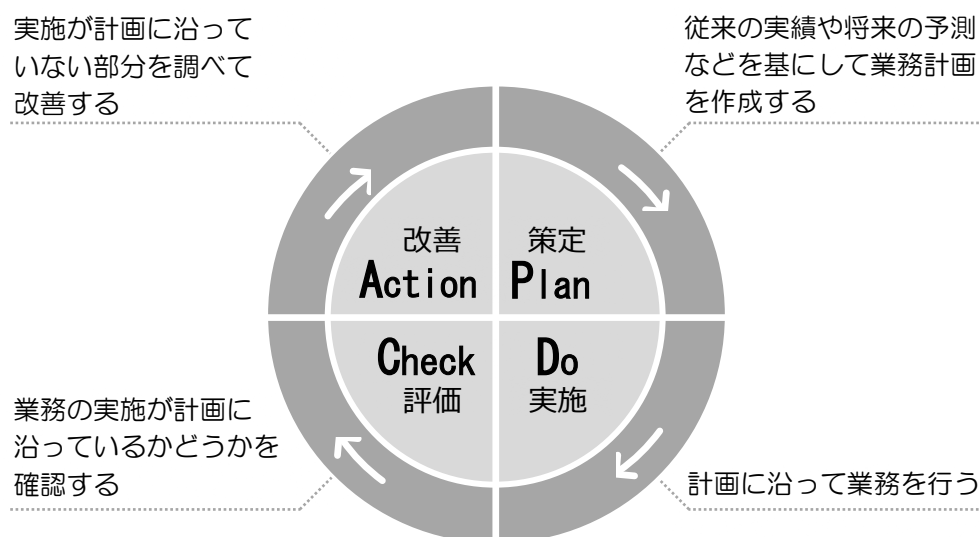 実施が計画に沿って
いない部分を調べて
改善する
従来の実績や将来の予測
などを基にして業務計画
を作成する
改善
Action
策定
Plan
Check
評価
Do
実施
業務の実施が計画に
沿っているかどうかを
確認する
計画に沿って業務を行う